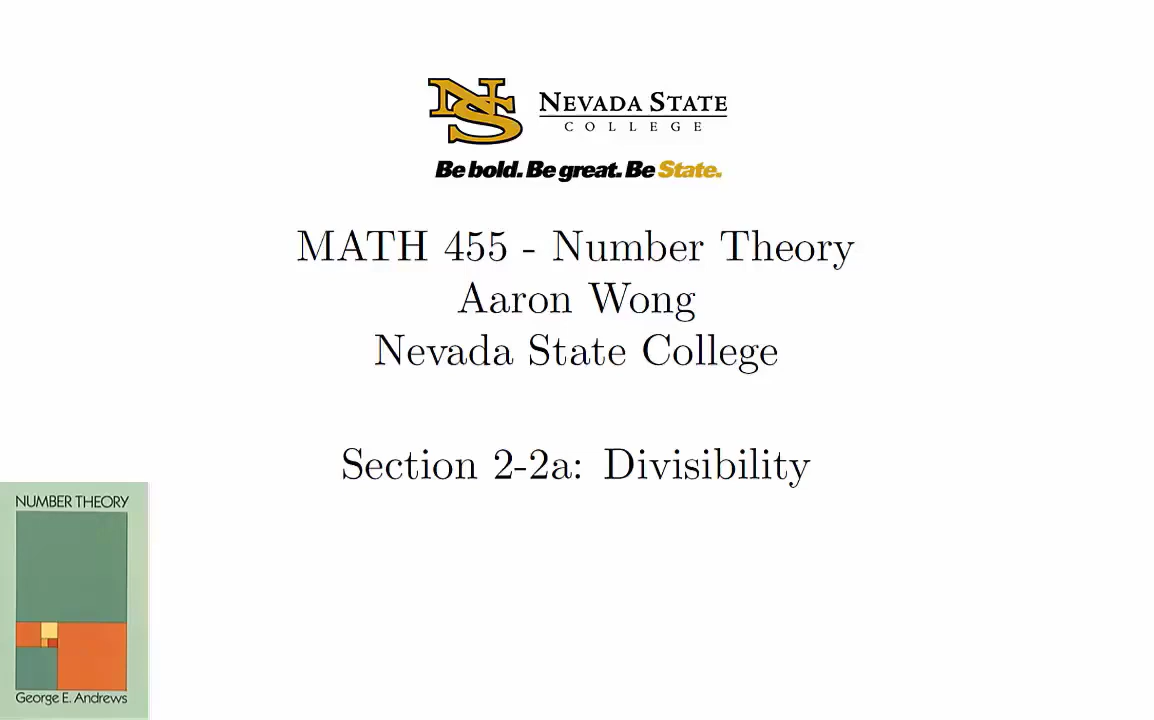 NS NEVADA STATE
COLLEGE
Be bold. Be great. Be State.
MATH 455 - Number Theory
Aaron Wong
Nevada State College
Section 2-2a: Divisibility
NUMBER THEORY
George E. Andrews